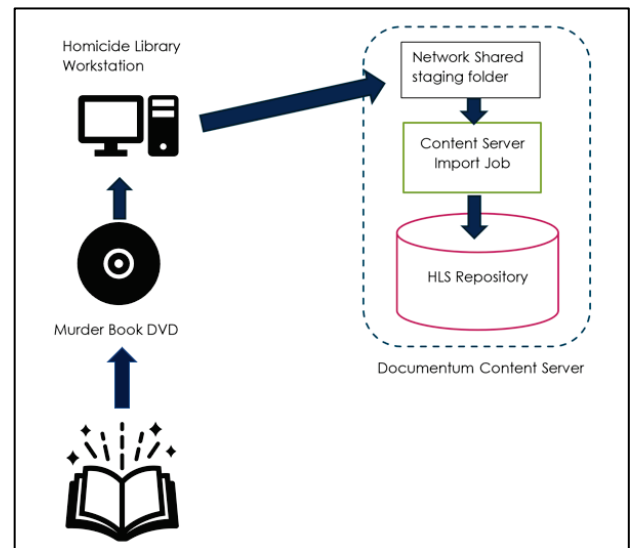 Homicide Library
Workstation
Network Shared
staging folder
Content Server
Import Job
HLS Repository
Murder Book DVD
Documentum Content Server